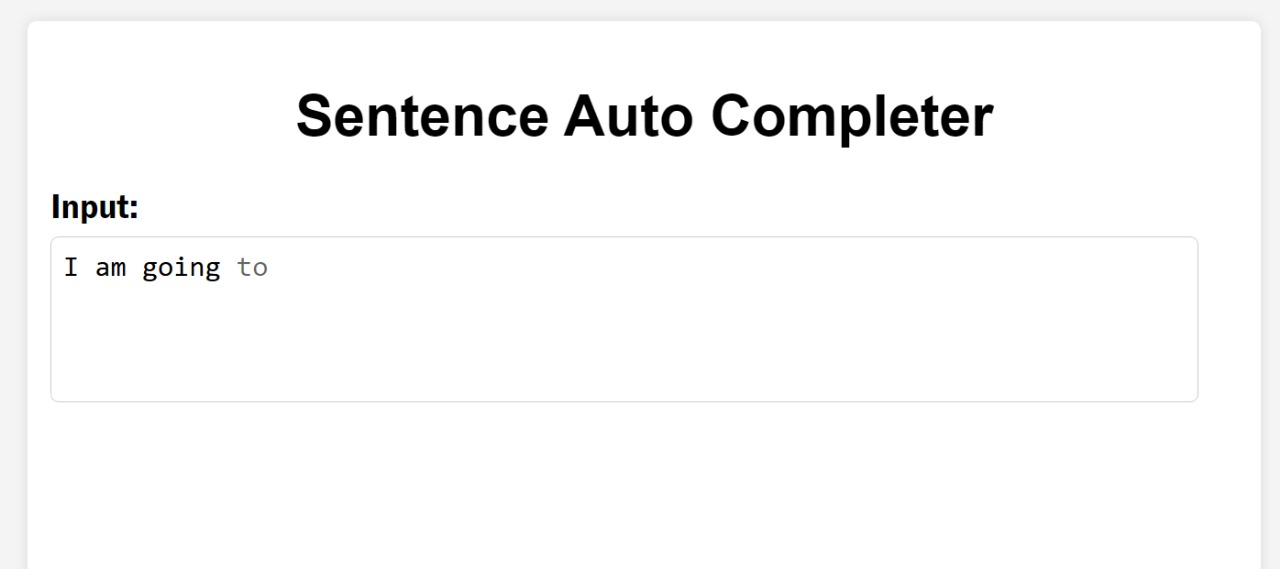 Sentence Auto Completer
Input:
I am going to